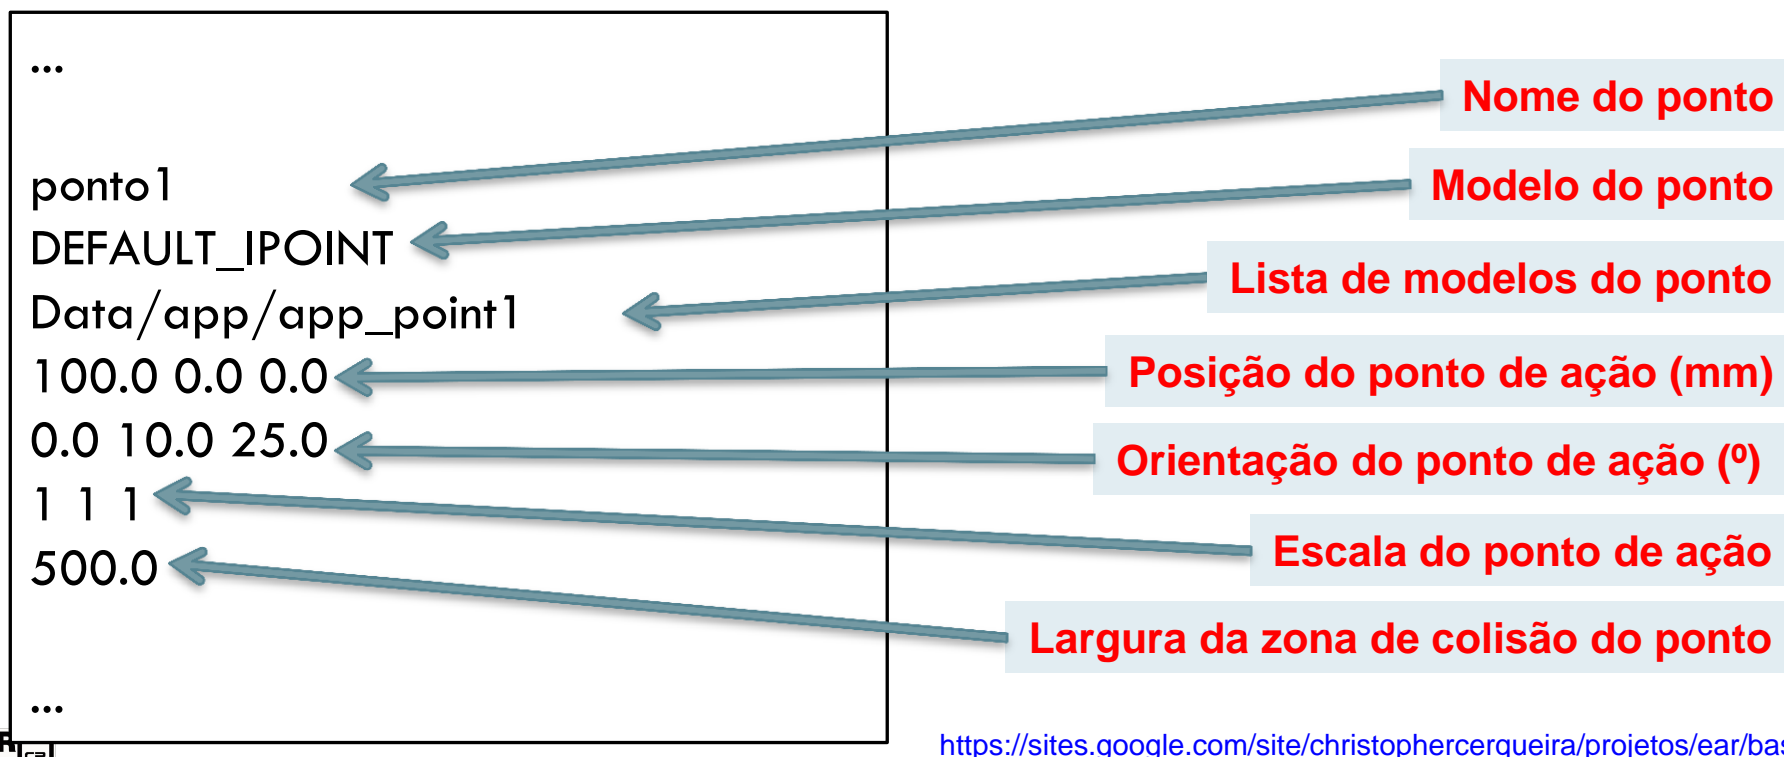 ...
Nome do ponto
ponto1
Modelo do ponto
DEFAULT_IPOINT
Lista de modelos do ponto
Data/app/app_point1
Posição do ponto de ação (mm)
100.0 0.0 0.0
Orientação do ponto de ação (º)
0.0 10.0 25.0
1 1 1
Escala do ponto de ação
500.0
Largura da zona de colisão do ponto
...
https://sites.google.com/site/christophercerqueira/projetos/ear/bas